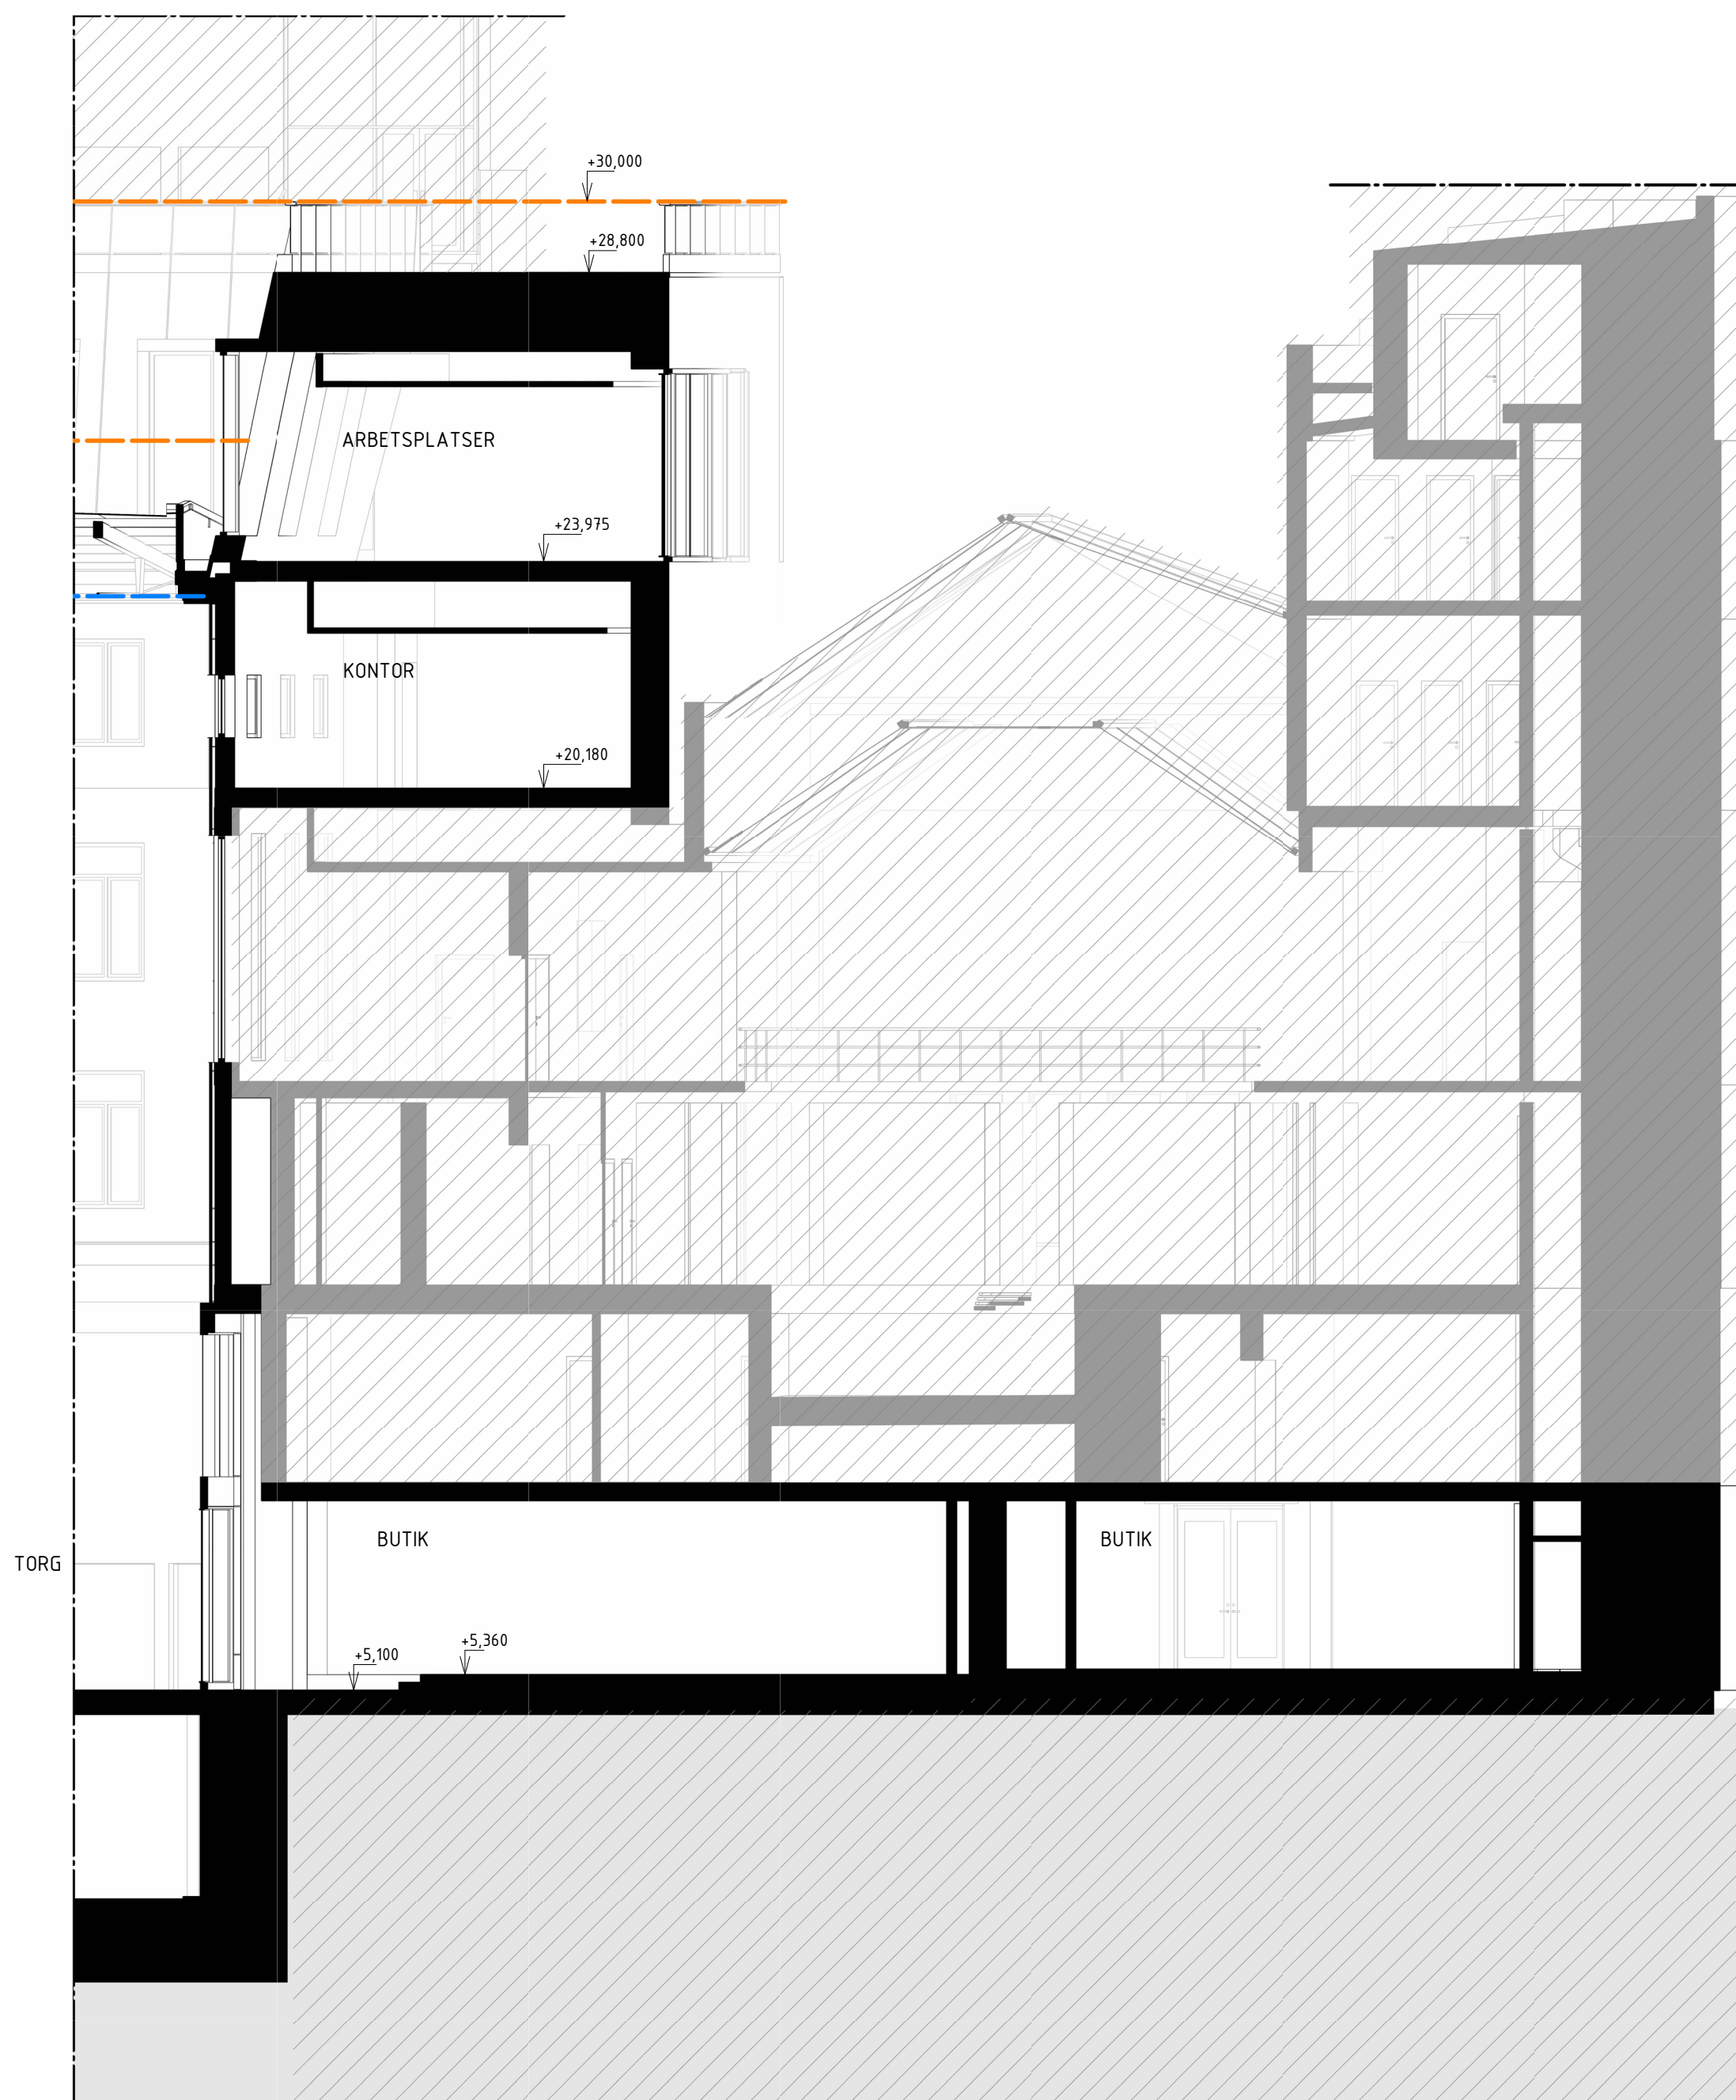 +30,000
+28,800
ARBETSPLATSER
+23,975
KONTOR
+20,180
BUTIK
BUTIK
TORG
+5,360
+5,100